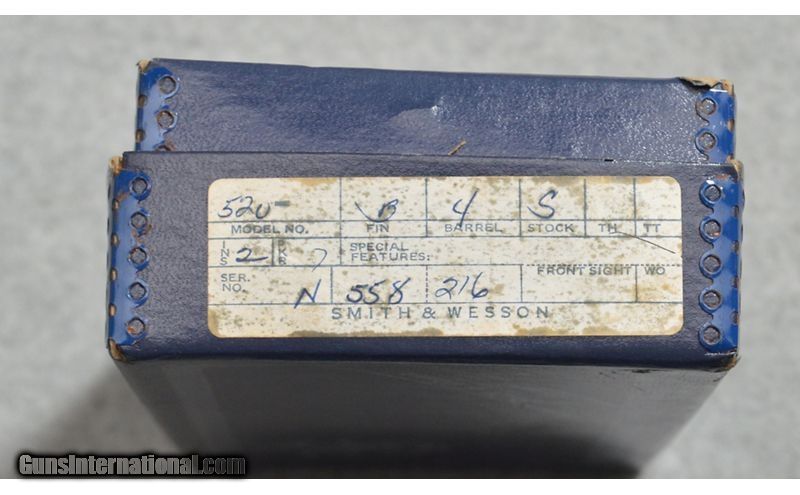 520- B 4 S
MODEL NO. FIN BARREL STOCK TH TT
INS 2 7 SPECIAL FEATURES:
SER. NO. N 558 216 FRONT SIGHT WO
SMITH & WESSON
GunsInternational.com